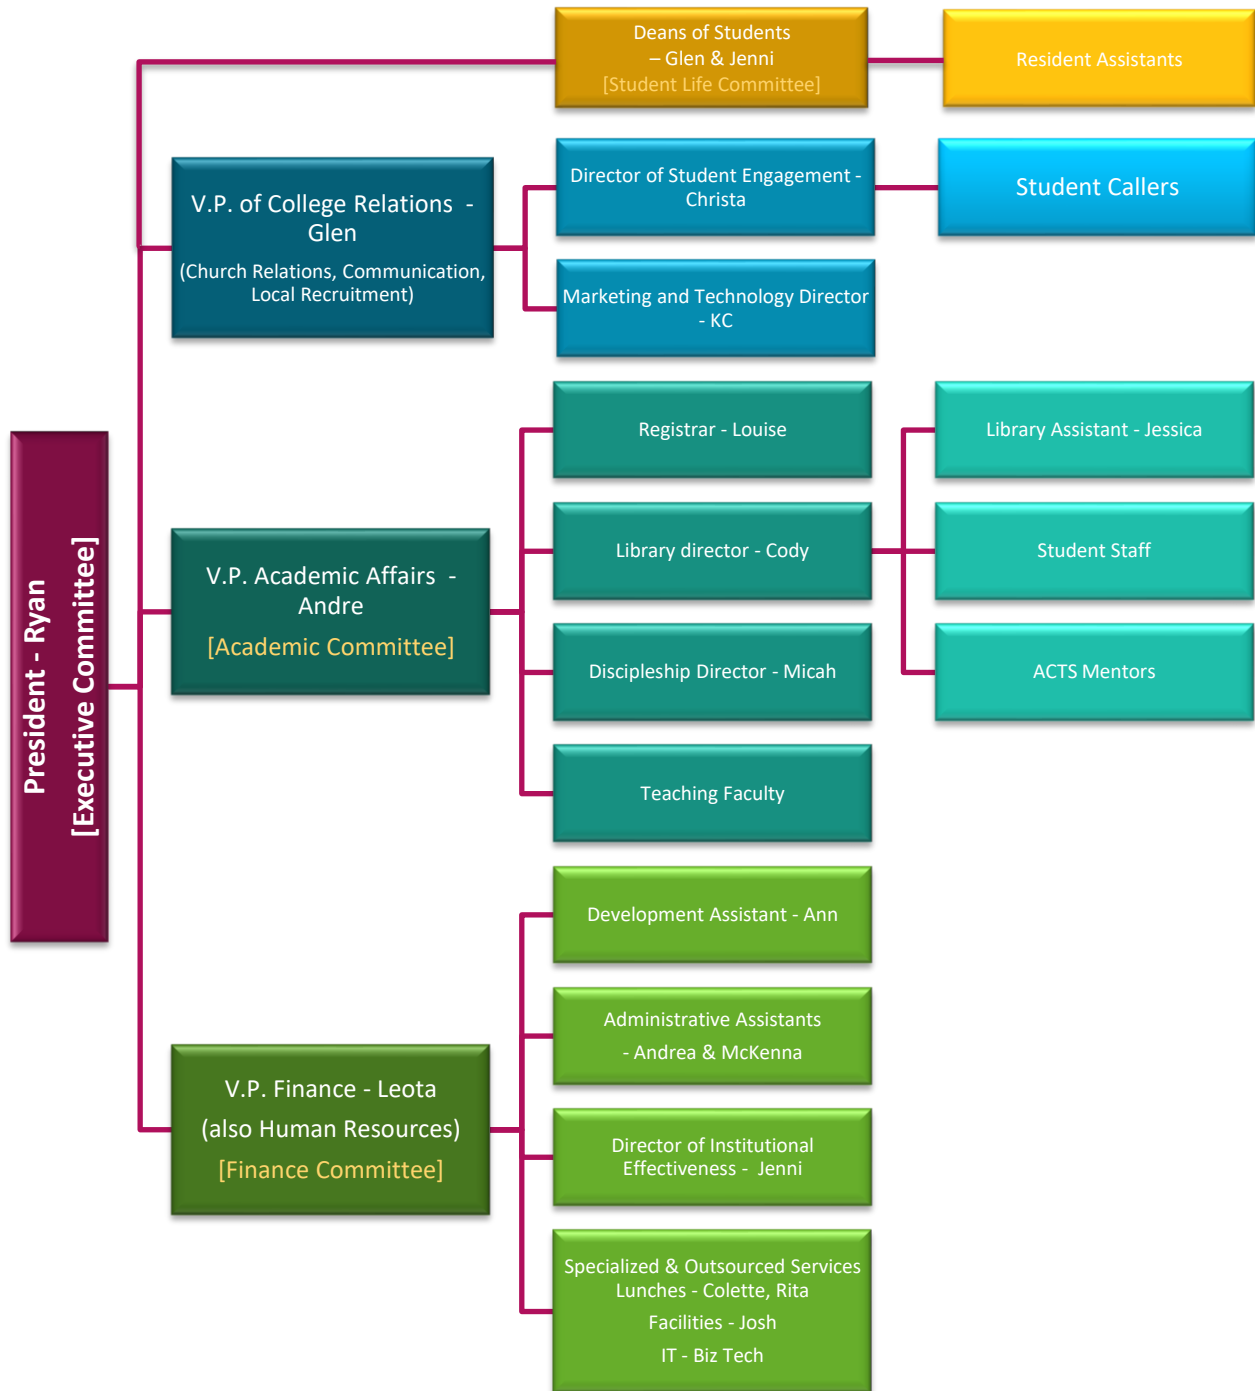 Deans of Students
– Glen & Jenni
[Student Life Committee]
Resident Assistants
V.P. of College Relations  -
Glen
(Church Relations, Communication,
Local Recruitment)
Director of Student Engagement -
Christa
Student Callers
Marketing and Technology Director
- KC
President - Ryan
[Executive Committee]
V.P. Academic Affairs  -
Andre
[Academic Committee]
Registrar - Louise
Library director - Cody
Library Assistant - Jessica
Student Staff
ACTS Mentors
Discipleship Director - Micah
Teaching Faculty
V.P. Finance - Leota
(also Human Resources)
[Finance Committee]
Development Assistant - Ann
Administrative Assistants
- Andrea & McKenna
Director of Institutional
Effectiveness -  Jenni
Specialized & Outsourced Services
Lunches - Colette, Rita
Facilities - Josh
IT - Biz Tech